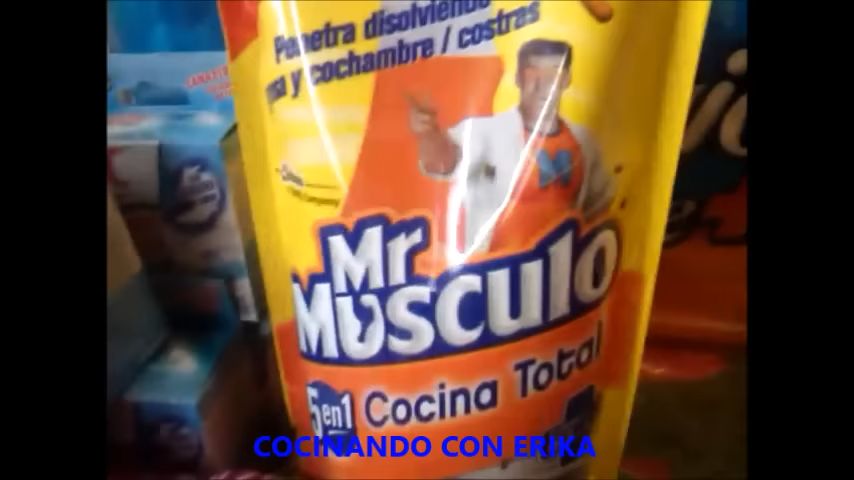 Penetra disolviendo
y cochambre / costras
Mr
Musculo
5en1 Cocina Total
COCINANDO CON ERIKA